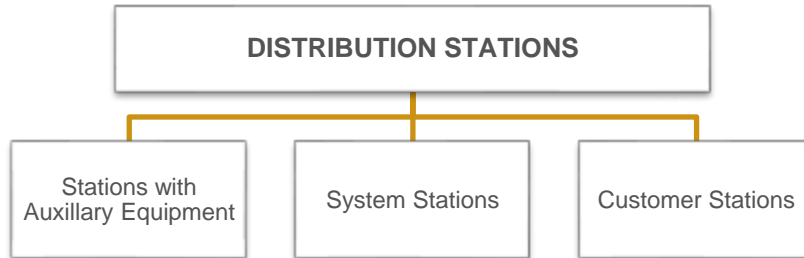 DISTRIBUTION STATIONS
Stations with
Auxillary Equipment
System Stations
Customer Stations